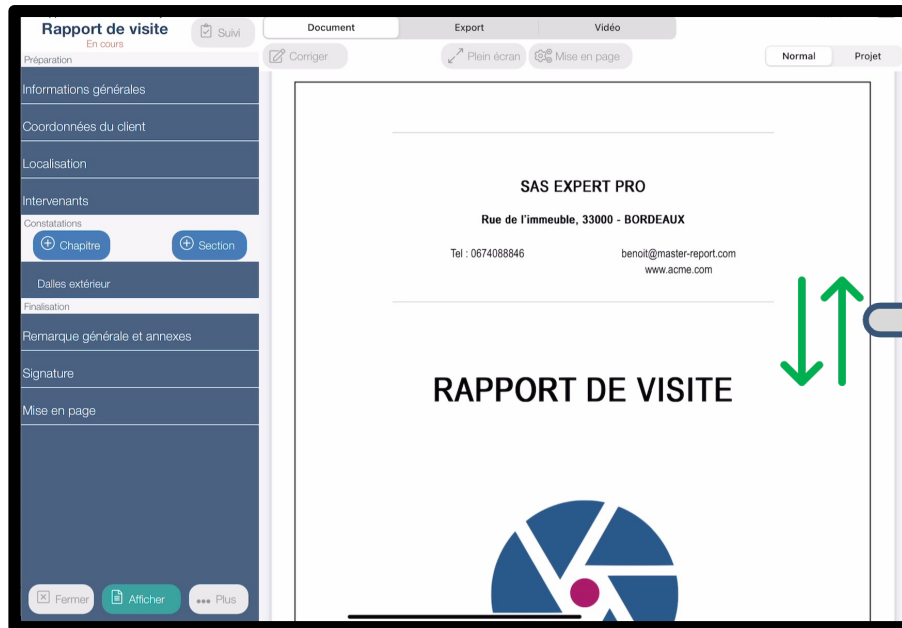 Rapport de visite
En cours
Suivi
Préparation
Informations générales
Coordonnées du client
Localisation
Intervenants
Constatations
Chapitre
Section
Dalles extérieur
Finalisation
Remarque générale et annexes
Signature
Mise en page
Fermer
Afficher
Plus
Document
Export
Vidéo
Corriger
Plein écran
Mise en page
Normal
Projet
SAS EXPERT PRO
Rue de l'immeuble, 33000 - BORDEAUX
Tel : 0674088846
benoit@master-report.com
www.acme.com
RAPPORT DE VISITE